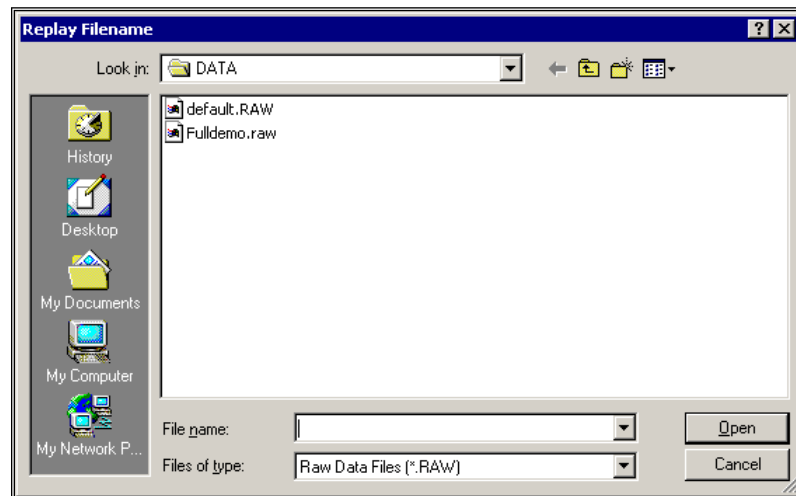 Replay Filename
Look in: DATA
default.RAW
Fulldemo.raw
History
Desktop
My Documents
My Computer
My Network P...
File name: Open
Files of type: Raw Data Files (*.RAW) Cancel